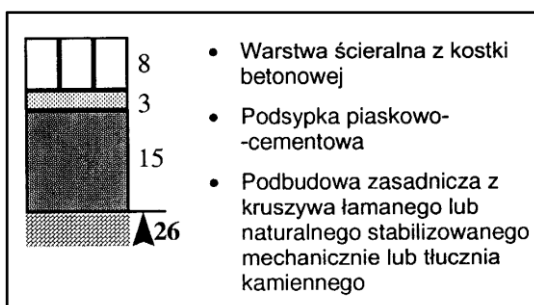 8
3
15
26
• Warstwa ścieralna z kostki
betonowej
• Podsypka piaskowo-
-cementowa
• Podbudowa zasadnicza z
kruszywa łamanego lub
naturalnego stabilizowanego
mechanicznie lub tłucznia
kamiennego